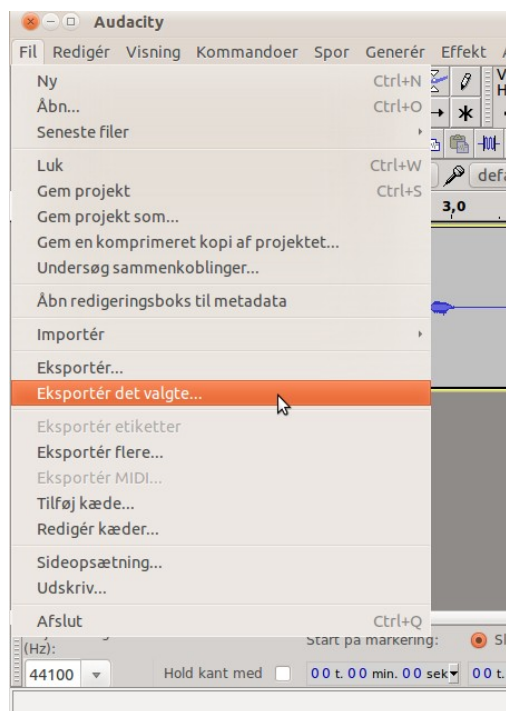 Audacity
Fil Redigér Visning Kommandoer Spor Generér Effekt
Ny Ctrl+N
Åbn... Ctrl+O
Seneste filer
Luk Ctrl+W
Gem projekt Ctrl+S
Gem projekt som...
Gem en komprimeret kopi af projektet...
Undersøg sammenkoblinger...
Åbn redigeringsboks til metadata
Importér
Eksportér...
Eksportér det valgte...
Eksportér etiketter
Eksportér flere...
Eksportér MIDI...
Tilføj kæde...
Redigér kæder...
Sideopsætning...
Udskriv...
Afslut Ctrl+Q
V
H
defa
3,0
(Hz): Start på markering: Sl
44100 Hold kant med 00 t. 00 min. 00 sek 00 t.